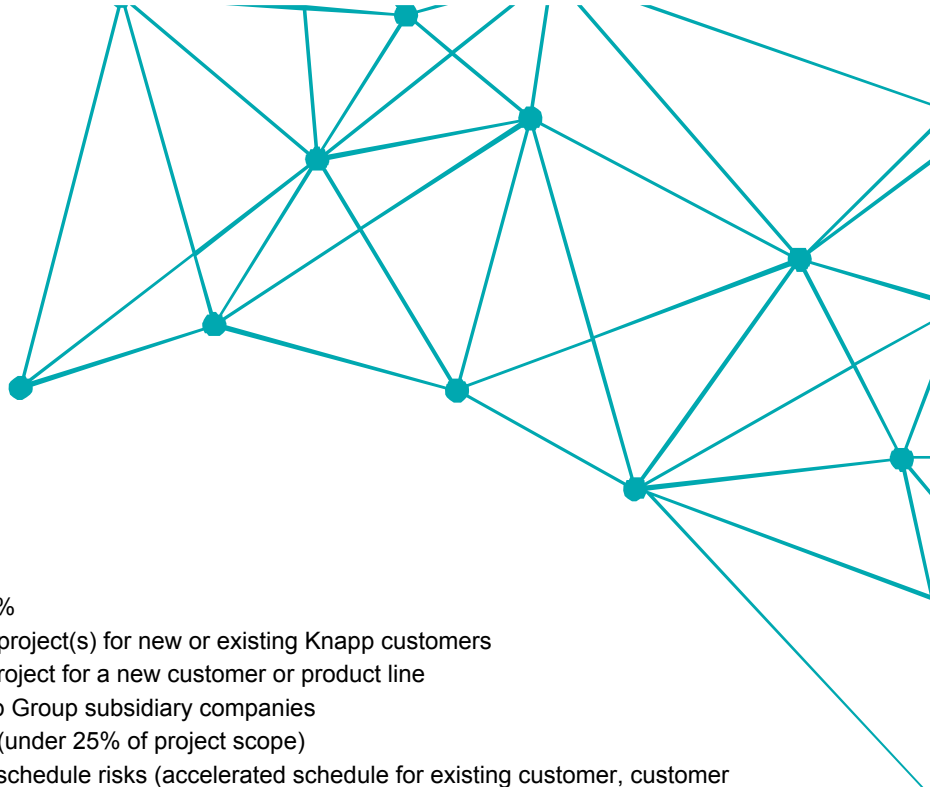 %
project(s) for new or existing Knapp customers
roject for a new customer or product line
Group subsidiary companies
(under 25% of project scope)
schedule risks (accelerated schedule for existing customer, customer